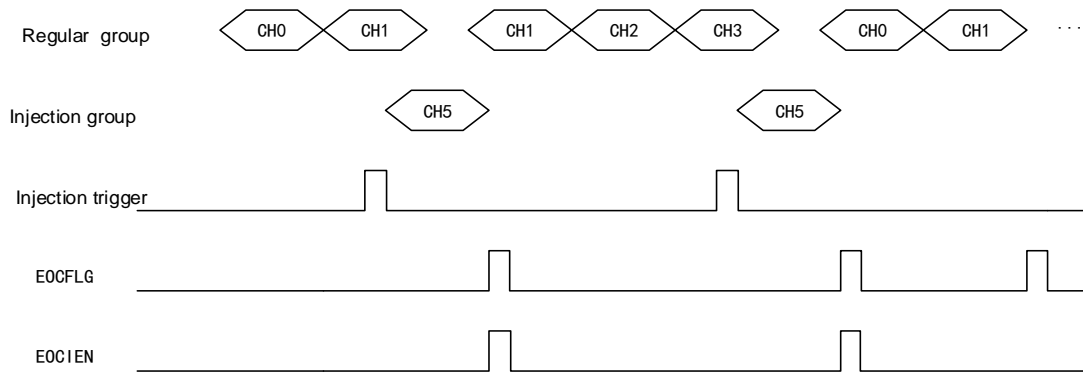 Regular group CH0 CH1 CH1 CH2 CH3 CH0 CH1 ...
Injection group CH5 CH5
Injection trigger
EOCFLG
EOCIEN